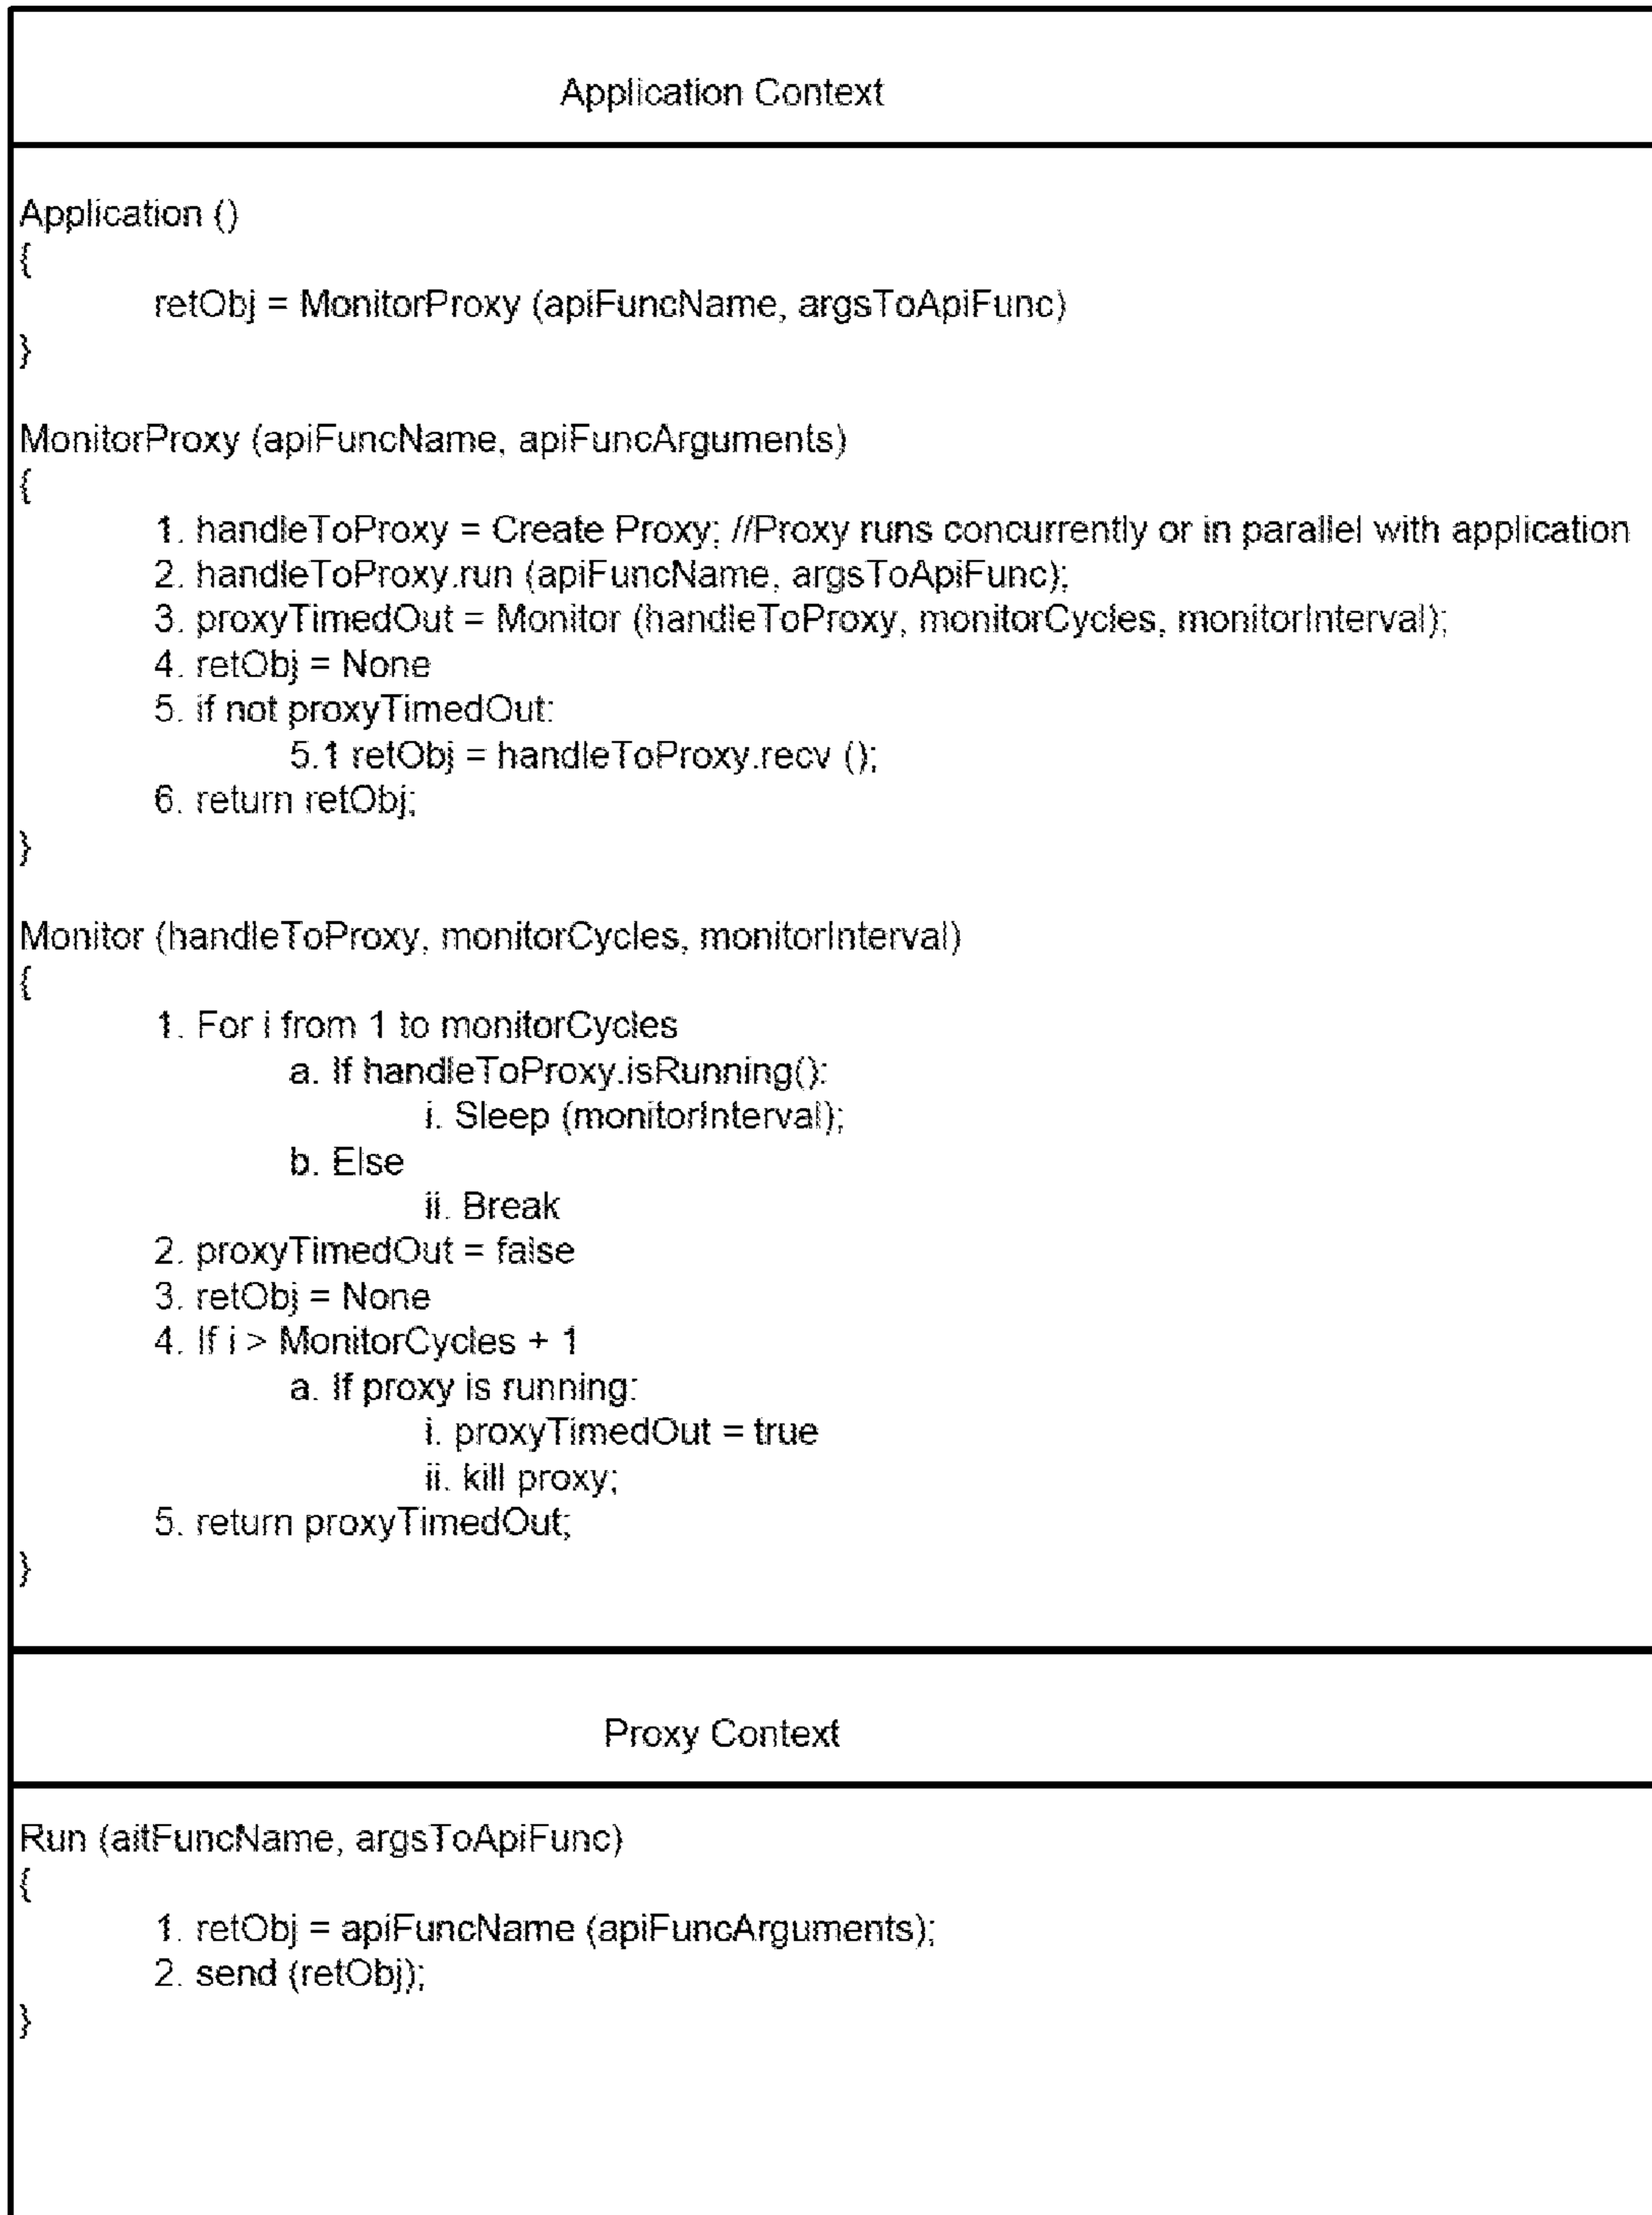 Application Context
Application ()
{
retObj = MonitorProxy (apiFuncName, argsToApiFunc)
}
MonitorProxy (apiFuncName, apiFuncArguments)
{
1. handleToProxy = Create Proxy; //Proxy runs concurrently or in parallel with application
2. handleToProxy.run (apiFuncName, argsToApiFunc);
3. proxyTimedOut = Monitor (handleToProxy, monitorCycles, monitorInterval);
4. retObj = None
5. if not proxyTimedOut:
5.1 retObj = handleToProxy.recv ();
6. return retObj;
}
Monitor (handleToProxy, monitorCycles, monitorInterval)
{
1. For i from 1 to monitorCycles
a. If handleToProxy.isRunning():
i. Sleep (monitorInterval);
b. Else
ii. Break
2. proxyTimedOut = false
3. retObj = None
4. If i > MonitorCycles + 1
a. If proxy is running:
i. proxyTimedOut = true
ii. kill proxy;
5. return proxyTimedOut;
}
Proxy Context
Run (aitFuncName, argsToApiFunc)
{
1. retObj = apiFuncName (apiFuncArguments);
2. send (retObj);
}